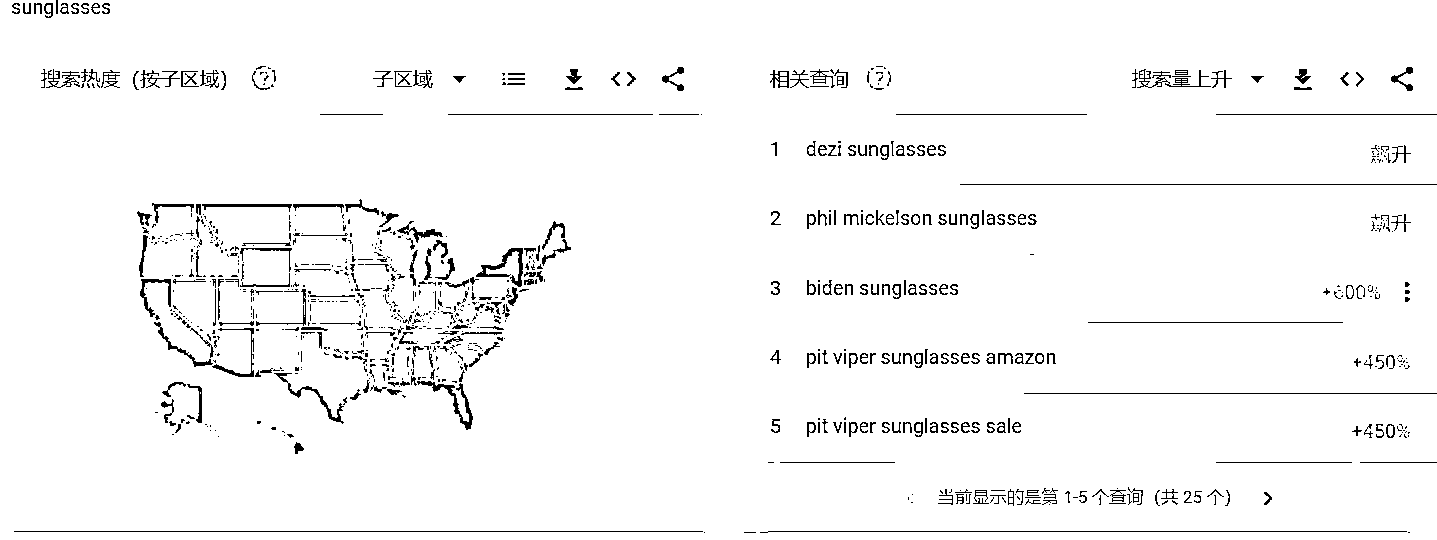 sunglasses
搜索热度（按子区域） ?
子区域
相关查询 ?
搜索量上升
1 dezi sunglasses 飙升
2 phil mickelson sunglasses 飙升
3 biden sunglasses +600%
4 pit viper sunglasses amazon +450%
5 pit viper sunglasses sale +450%
当前显示的是第 1-5 个查询（共 25 个）